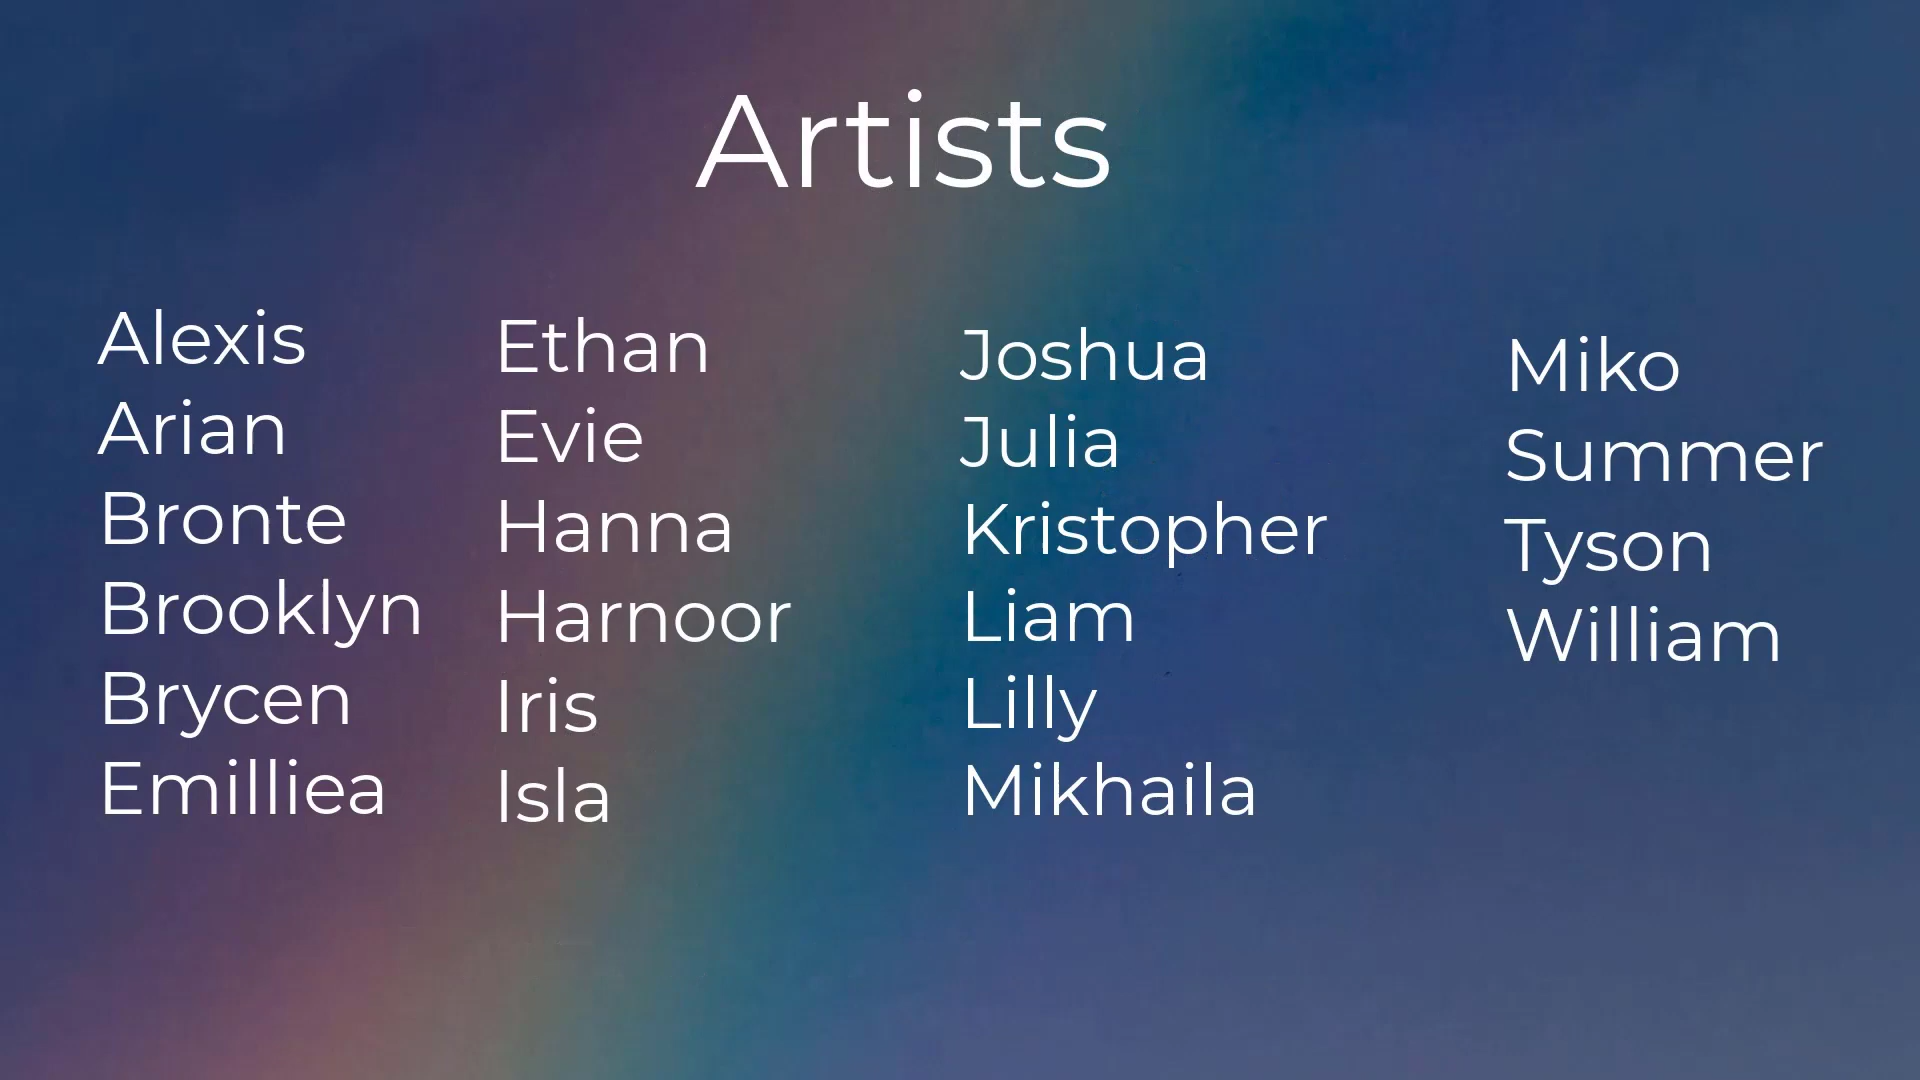 Artists
Alexis
Arian
Bronte
Brooklyn
Brycen
Emilliea
Ethan
Evie
Hanna
Harnoor
Iris
Isla
Joshua
Julia
Kristopher
Liam
Lilly
Mikhaila
Miko
Summer
Tyson
William